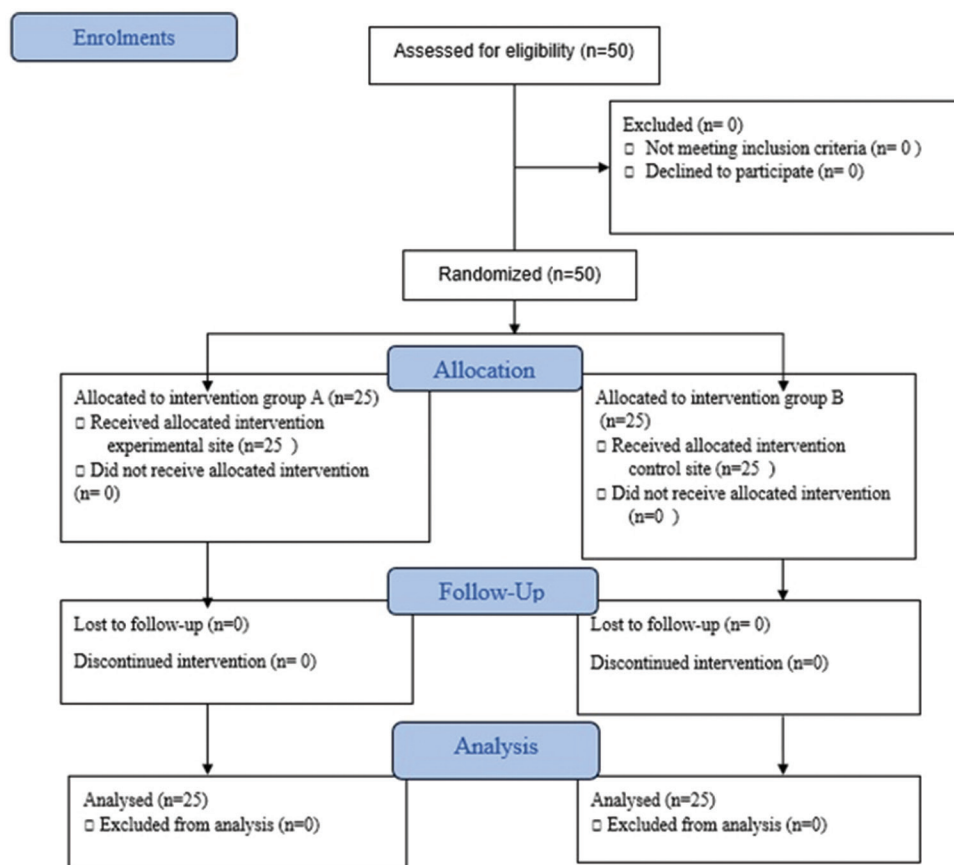 Enrolments
Assessed for eligibility (n=50)
Excluded (n= 0)
□ Not meeting inclusion criteria (n= 0 )
□ Declined to participate (n= 0)
Randomized (n=50)
Allocation
Allocated to intervention group A (n=25)
□ Received allocated intervention
experimental site (n=25 )
□ Did not receive allocated intervention
(n= 0)
Allocated to intervention group B
(n=25)
□ Received allocated intervention
control site (n=25 )
□ Did not receive allocated intervention
(n=0 )
Follow-Up
Lost to follow-up (n=0)
Discontinued intervention (n= 0)
Lost to follow-up (n= 0)
Discontinued intervention (n=0)
Analysis
Analysed (n=25)
□ Excluded from analysis (n=0)
Analysed (n=25)
□ Excluded from analysis (n=0)